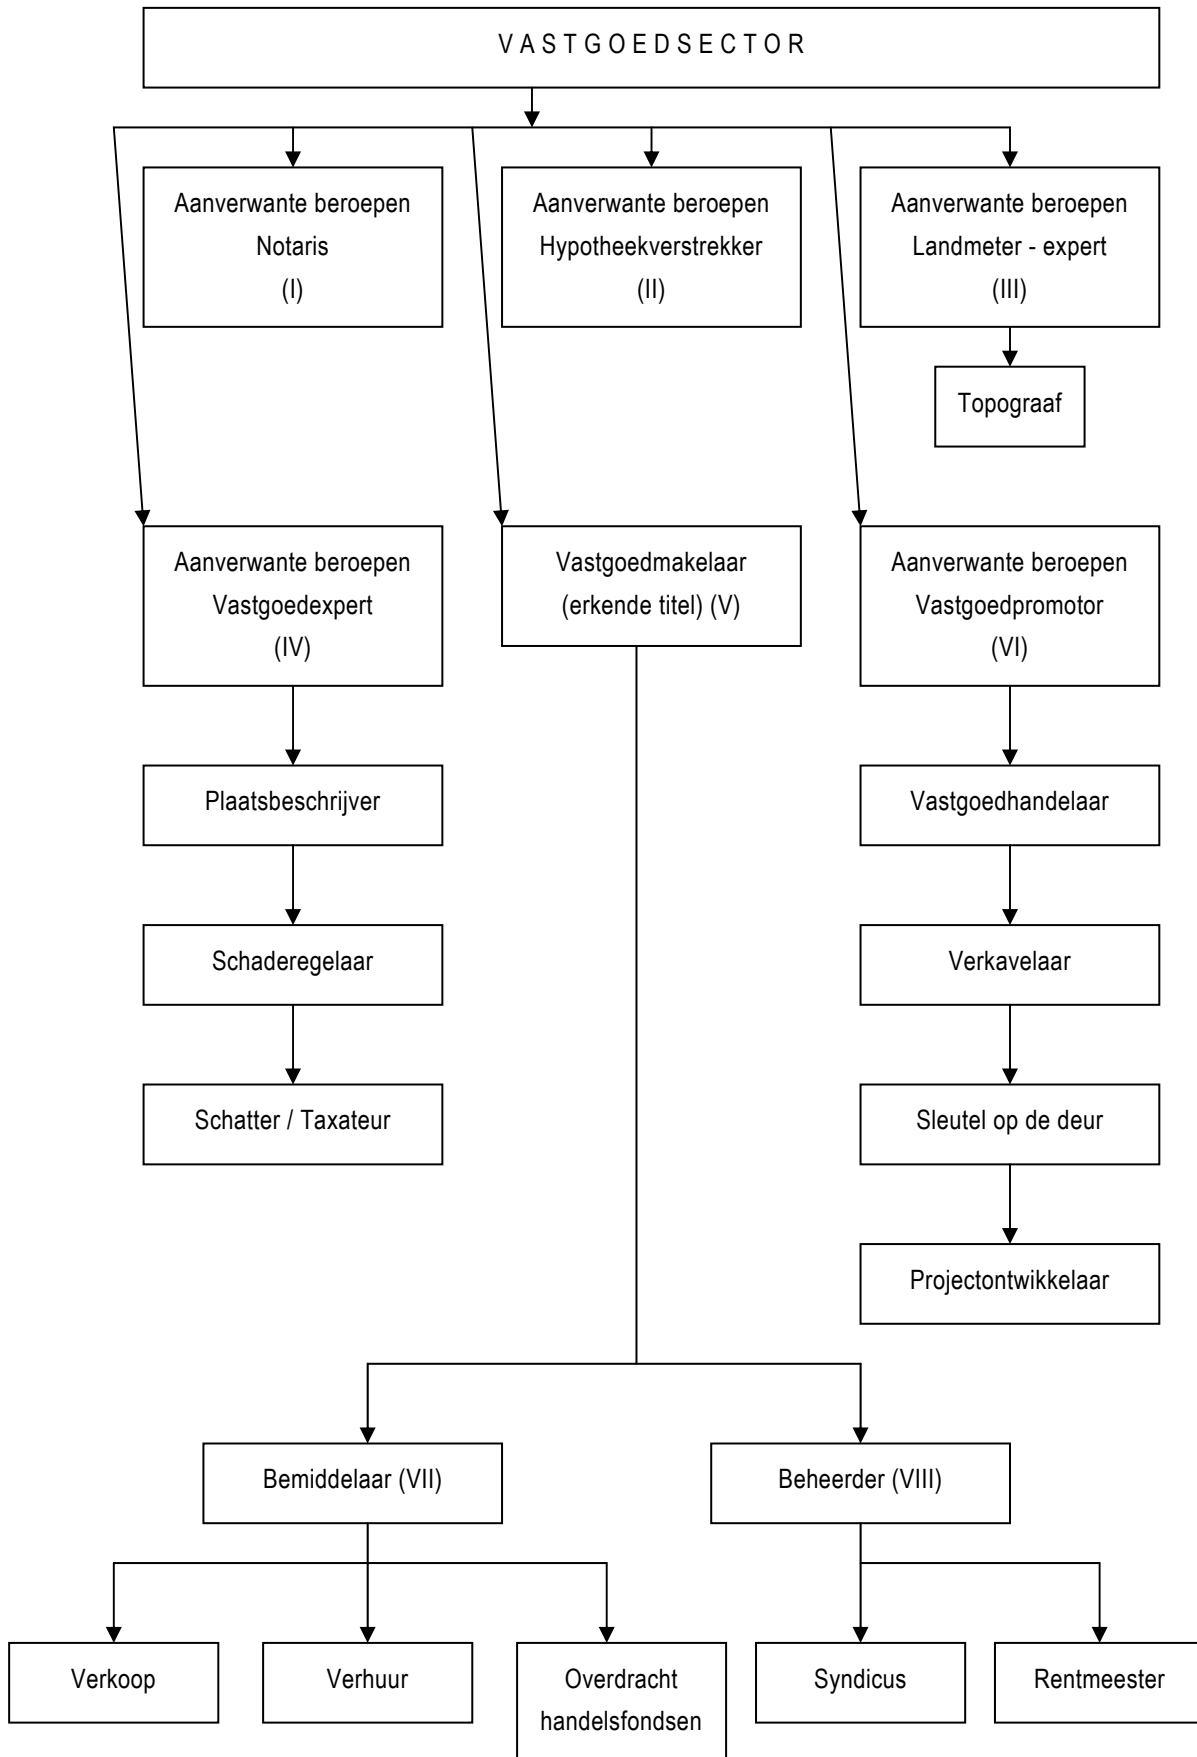 VASTGOEDSECTOR
Aanverwante beroepen
Notaris
(I)
Aanverwante beroepen
Hypotheekverstrekker
(II)
Aanverwante beroepen
Landmeter - expert
(III)
Topograaf
Aanverwante beroepen
Vastgoedexpert
(IV)
Vastgoedmakelaar
(erkende titel) (V)
Aanverwante beroepen
Vastgoedpromotor
(VI)
Plaatsbeschrijver
Vastgoedhandelaar
Schaderegelaar
Verkavelaar
Schatter / Taxateur
Sleutel op de deur
Projectontwikkelaar
Bemiddelaar (VII)
Beheerder (VIII)
Verkoop
Verhuur
Overdracht
handelsfondsen
Syndicus
Rentmeester